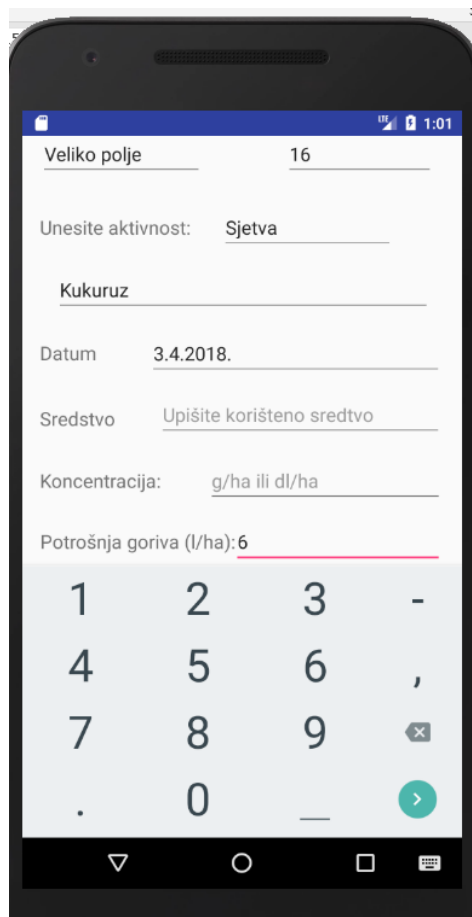 LTE 1:01
Veliko polje 16
Unesite aktivnost: Sjetva
Kukuruz
Datum 3.4.2018.
Sredstvo Upišite korišteno sredtvo
Koncentracija: g/ha ili dl/ha
Potrošnja goriva (l/ha): 6
1 2 3 -
4 5 6 ,
7 8 9
. 0 _